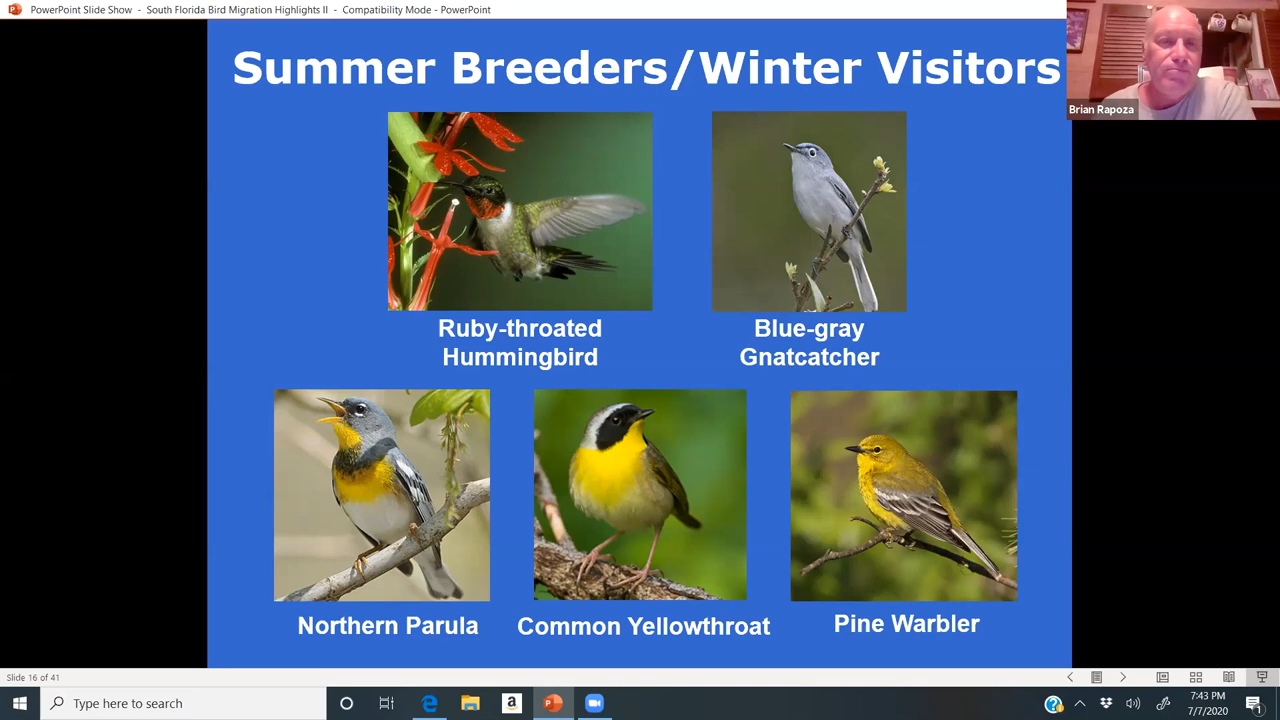 PowerPoint Slide Show - South Florida Bird Migration Highlights II - Compatibility Mode - PowerPoint
Summer Breeders/Winter Visitors
Brian Rapoza
Ruby-throated
Hummingbird
Blue-gray
Gnatcatcher
Northern Parula
Common Yellowthroat
Pine Warbler
Slide 16 of 41
Type here to search
7:43 PM
7/7/2020